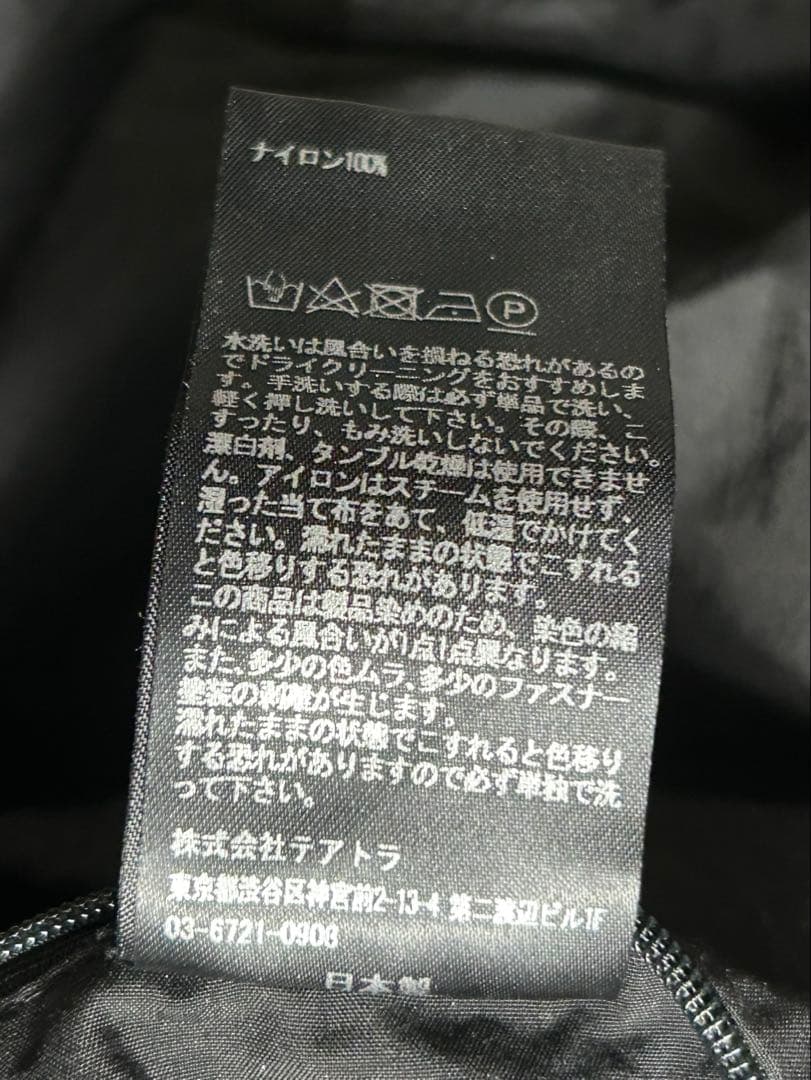 ナイロン100%
P
水洗いは風合いを損ねる恐れがあるの
でドライクリーニングをおすすめしま
す。手洗いする際は必ず単品で洗い、
軽く押し洗いして下さい。その際、こ
すったり、もみ洗いしないでください。
漂白剤、タンブル乾燥は使用できませ
ん。アイロンはスチームを使用せず、
湿った当て布をあて、低温でかけてく
ださい。濡れたままの状態でこすれる
と色移りする恐れがあります。
この商品は製品染めのため、染色の縮
みによる風合いが1点1点異なります。
また、多少の色ムラ、多少のファスナー
塗装の剥離が生じます。
濡れたままの状態でこすれると色移り
する恐れがありますので必ず単独で洗
って下さい。
株式会社テアトラ
東京都渋谷区神宮前2-13-4 第二渡辺ビル1F
03-6721-0906
日本製